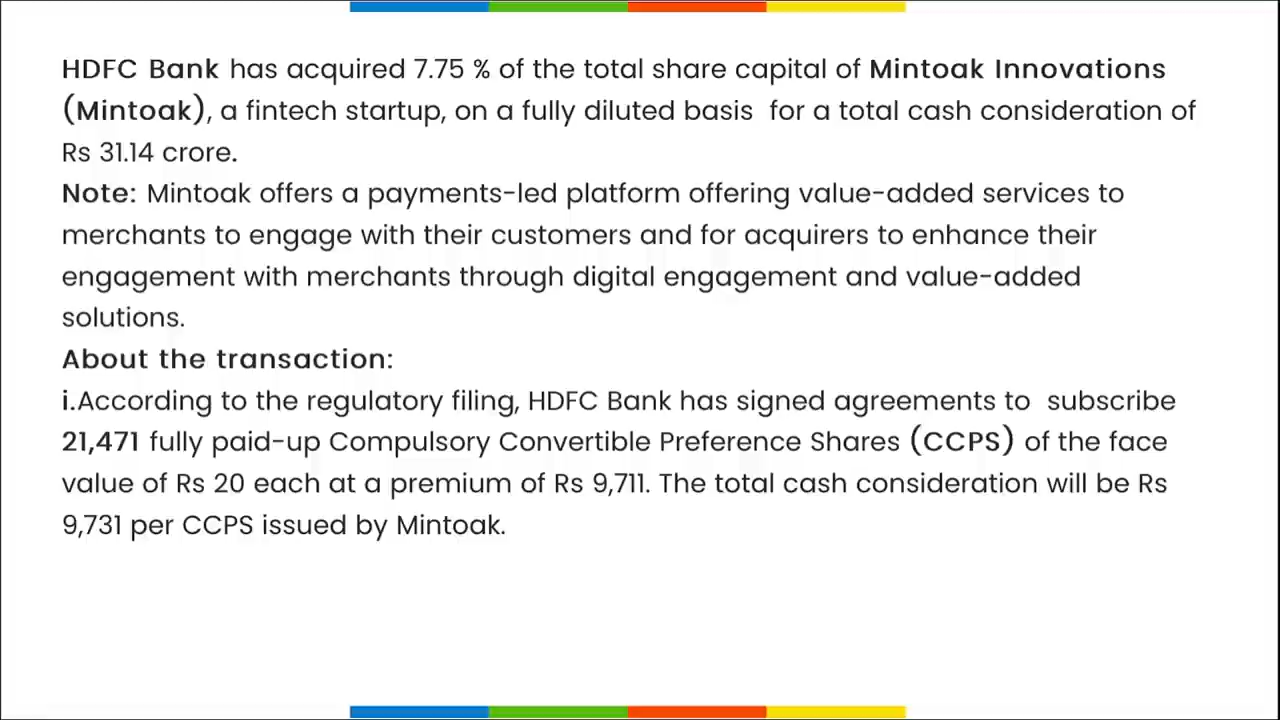 HDFC Bank has acquired 7.75 % of the total share capital of Mintoak Innovations
(Mintoak), a fintech startup, on a fully diluted basis  for a total cash consideration of
Rs 31.14 crore.
Note: Mintoak offers a payments-led platform offering value-added services to
merchants to engage with their customers and for acquirers to enhance their
engagement with merchants through digital engagement and value-added
solutions.
About the transaction:
i.According to the regulatory filing, HDFC Bank has signed agreements to  subscribe
21,471 fully paid-up Compulsory Convertible Preference Shares (CCPS) of the face
value of Rs 20 each at a premium of Rs 9,711. The total cash consideration will be Rs
9,731 per CCPS issued by Mintoak.